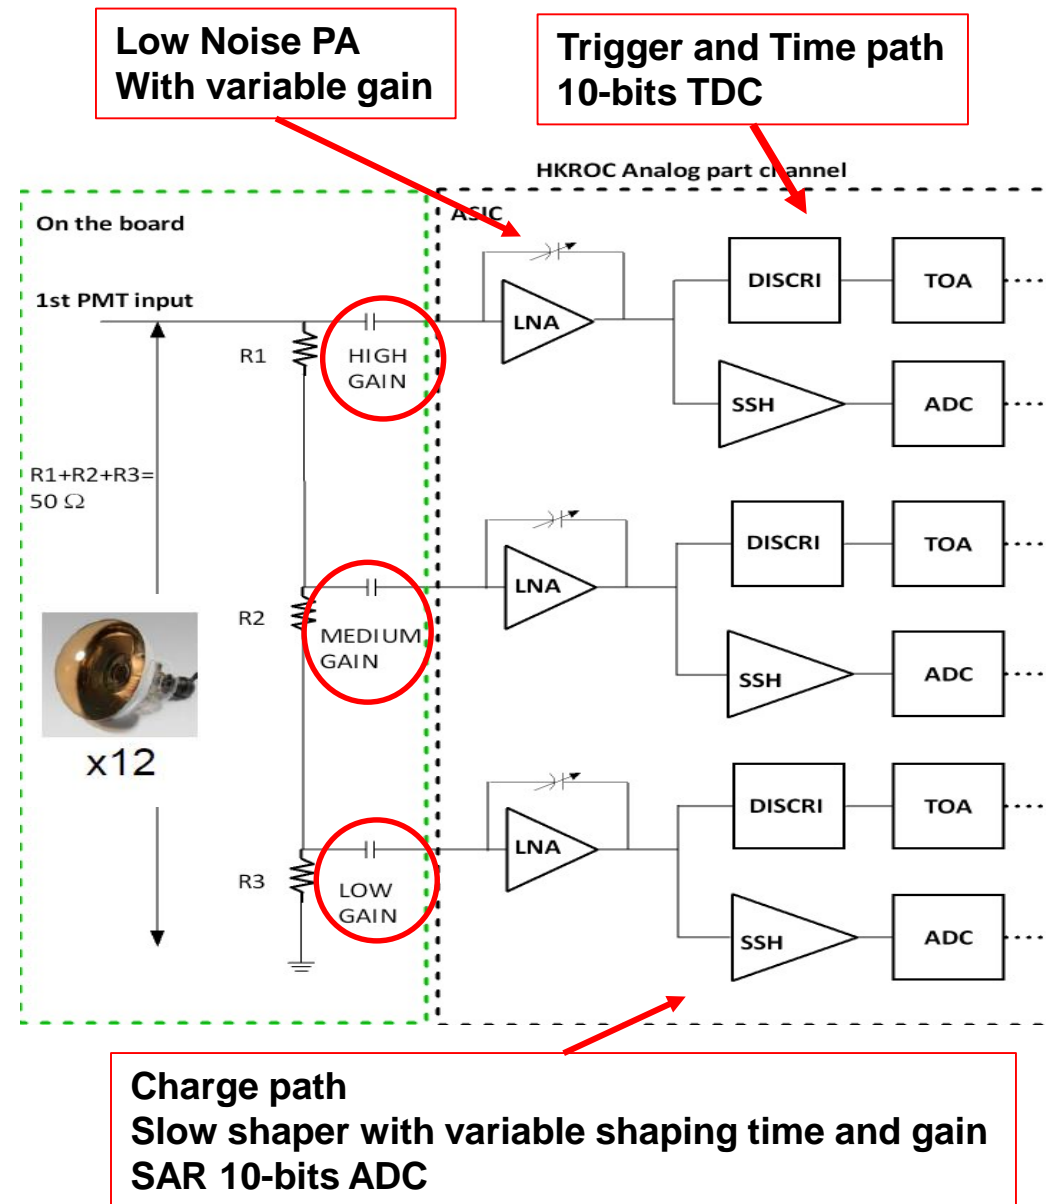 Low Noise PA
With variable gain
Trigger and Time path
10-bits TDC
HKROC Analog part channel
On the board
ASIC
1st PMT input
DISCRI
TOA
LNA
R1
HIGH
GAIN
SSH
ADC
R1+R2+R3=
50 Ω
DISCRI
TOA
LNA
R2
MEDIUM
GAIN
SSH
ADC
x12
DISCRI
TOA
LNA
R3
LOW
GAIN
SSH
ADC
Charge path
Slow shaper with variable shaping time and gain
SAR 10-bits ADC